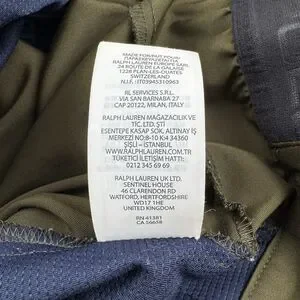 MADE FOR/FAIT POUR/
RALPH LAUREN EUROPE SARL
24 ROUTE DE LA GALAISE
1228 PLAN-LES-OUATES
SWITZERLAND
N.I.F. IT03945310963
RL SERVICES S.R.L.
VIA SAN BARNABA 27
CAP 20122, MILAN, ITALY
RALPH LAUREN MAĞAZACILIK VE
TİC. LTD. ŞTİ
ESENTEPE KASAP SOK. ALTINAY İŞ
MERKEZİ NO:8-10 K:4 34360
ŞİŞLİ – İSTANBUL
WWW.RALPHLAUREN.COM
TÜKETİCİ İLETİŞİM HATTI:
0212 345 69 69
RALPH LAUREN UK LTD.
SENTINEL HOUSE
46 CLARENDON RD
WATFORD, HERTFORDSHIRE
WD17 1HE
UNITED KINGDOM
RN 41381
CA 56658